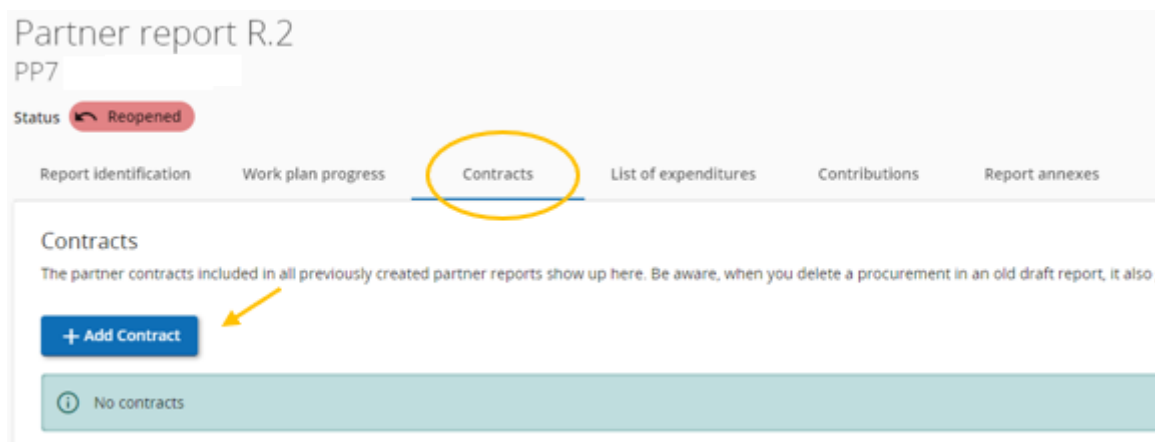 Partner report R.2
PP7
Status Reopened
Report identification Work plan progress Contracts List of expenditures Contributions Report annexes
Contracts
The partner contracts included in all previously created partner reports show up here. Be aware, when you delete a procurement in an old draft report, it also
+ Add Contract
No contracts